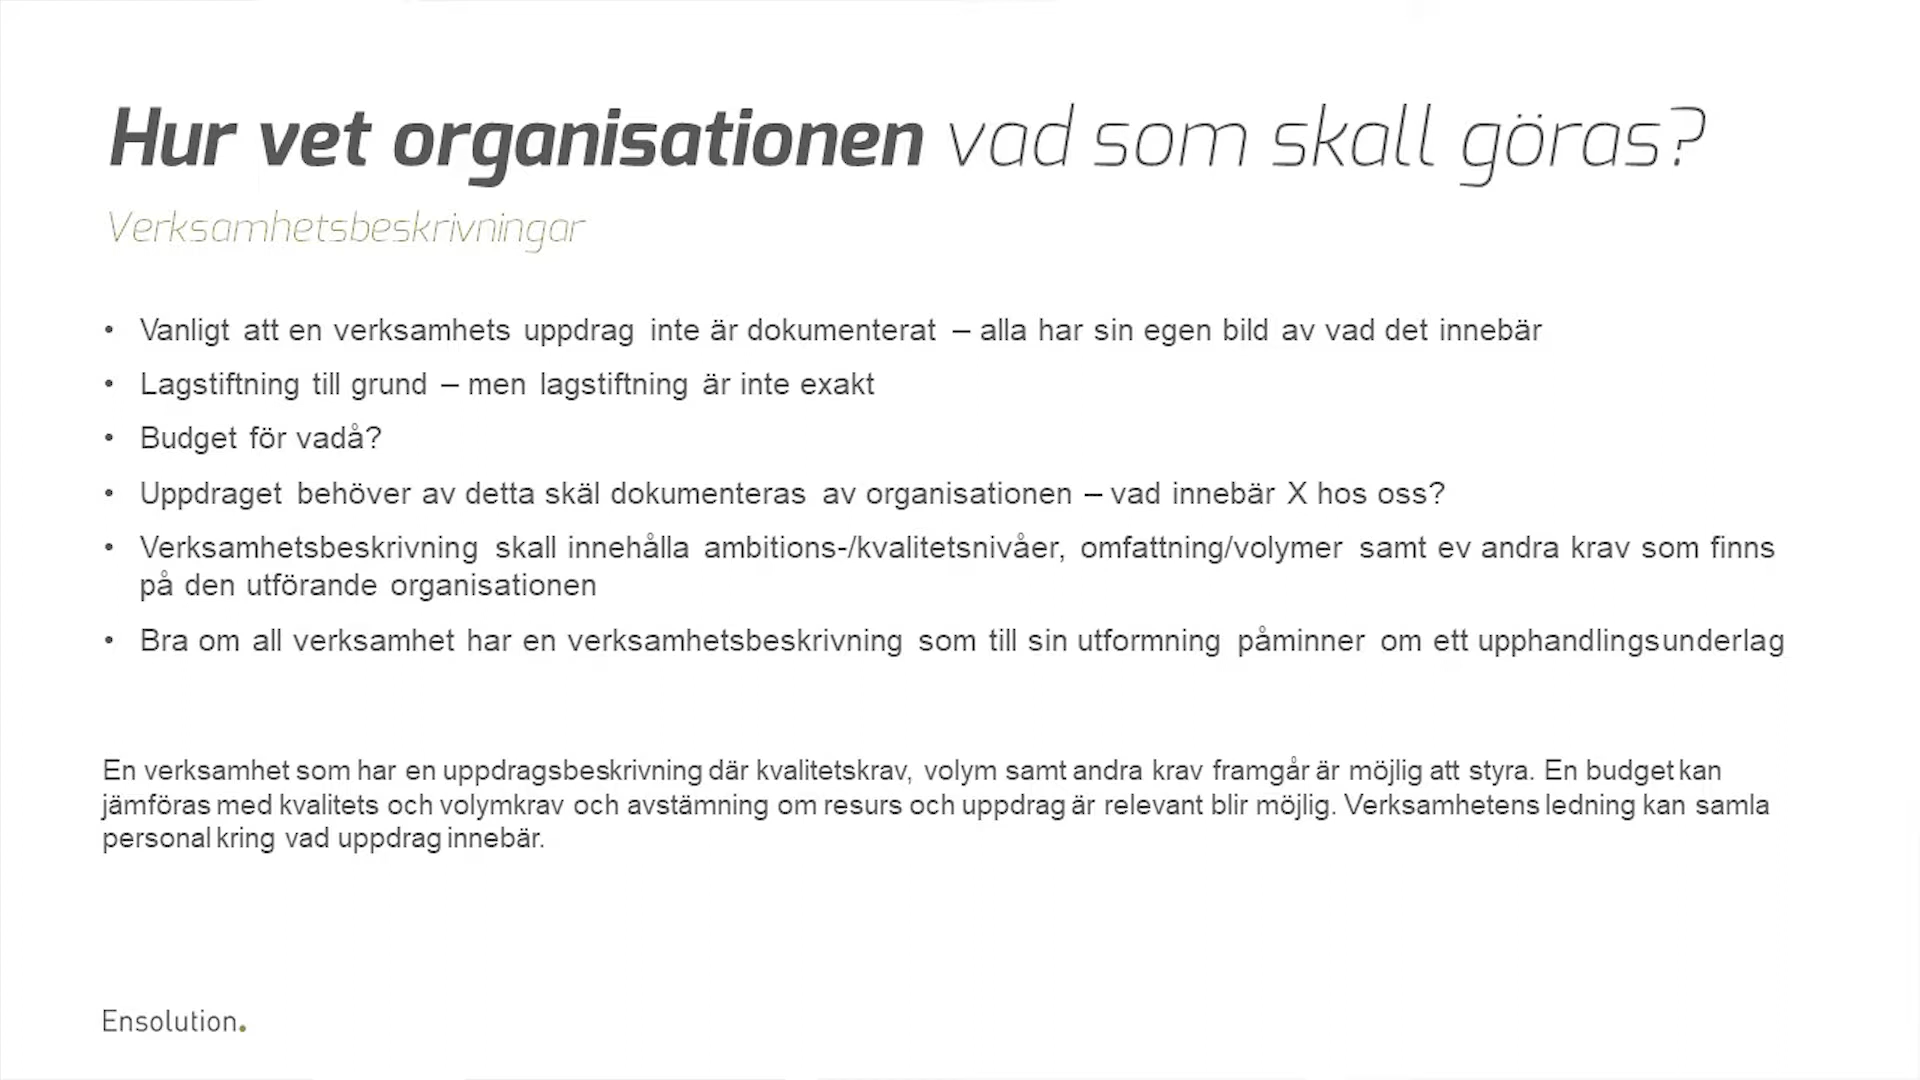 Hur vet organisationen vad som skall göras?
Verksamhetsbeskrivningar
• Vanligt att en verksamhets uppdrag inte är dokumenterat – alla har sin egen bild av vad det innebär
• Lagstiftning till grund – men lagstiftning är inte exakt
• Budget för vadå?
• Uppdraget behöver av detta skäl dokumenteras av organisationen – vad innebär X hos oss?
• Verksamhetsbeskrivning skall innehålla ambitions-/kvalitetsnivåer, omfattning/volymer samt ev andra krav som finns
på den utförande organisationen
• Bra om all verksamhet har en verksamhetsbeskrivning som till sin utformning påminner om ett upphandlingsunderlag
En verksamhet som har en uppdragsbeskrivning där kvalitetskrav, volym samt andra krav framgår är möjlig att styra. En budget kan
jämföras med kvalitets och volymkrav och avstämning om resurs och uppdrag är relevant blir möjlig. Verksamhetens ledning kan samla
personal kring vad uppdrag innebär.
Ensolution.